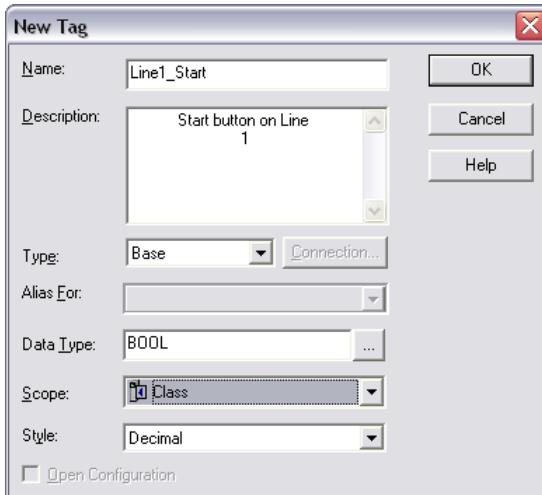 New Tag
Name: Line1_Start OK
Description: Start button on Line
1
Cancel
Help
Type: Base Connection...
Alias For:
Data Type: BOOL ...
Scope: Class
Style: Decimal
Open Configuration